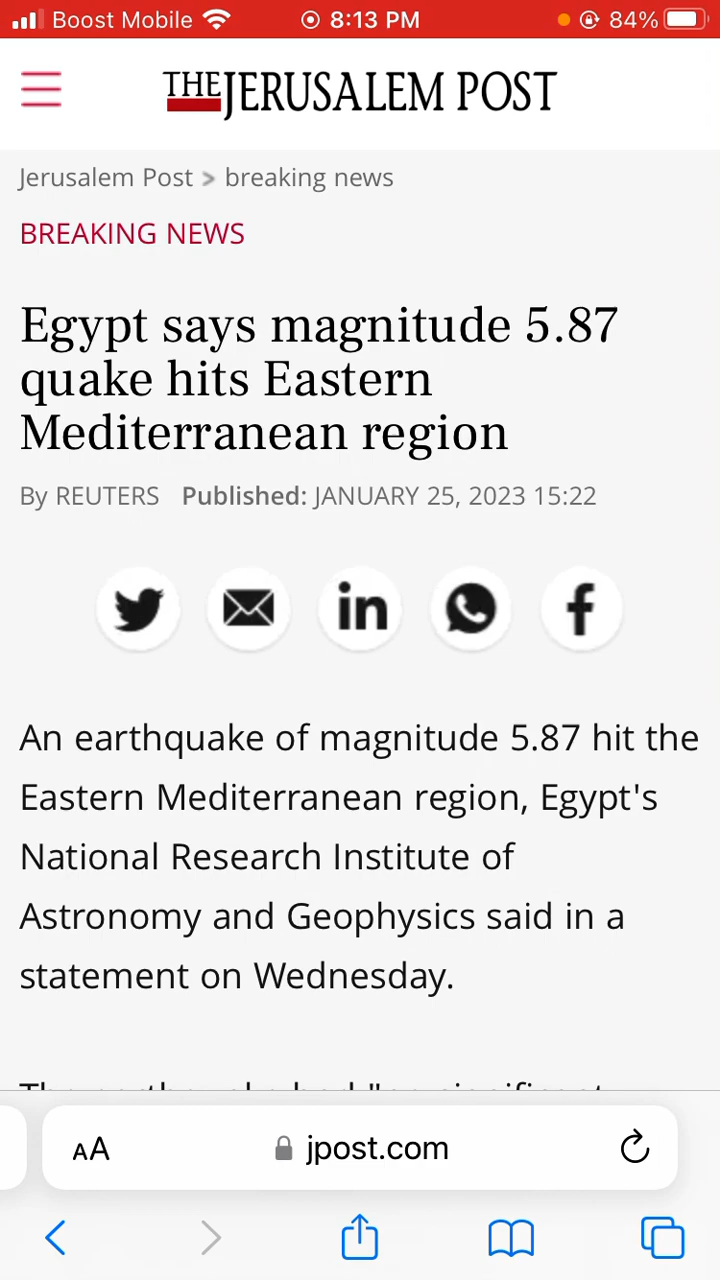 Boost Mobile 8:13 PM 84%
THE JERUSALEM POST
Jerusalem Post > breaking news
BREAKING NEWS
Egypt says magnitude 5.87
quake hits Eastern
Mediterranean region
By REUTERS Published: JANUARY 25, 2023 15:22
An earthquake of magnitude 5.87 hit the
Eastern Mediterranean region, Egypt's
National Research Institute of
Astronomy and Geophysics said in a
statement on Wednesday.
AA jpost.com